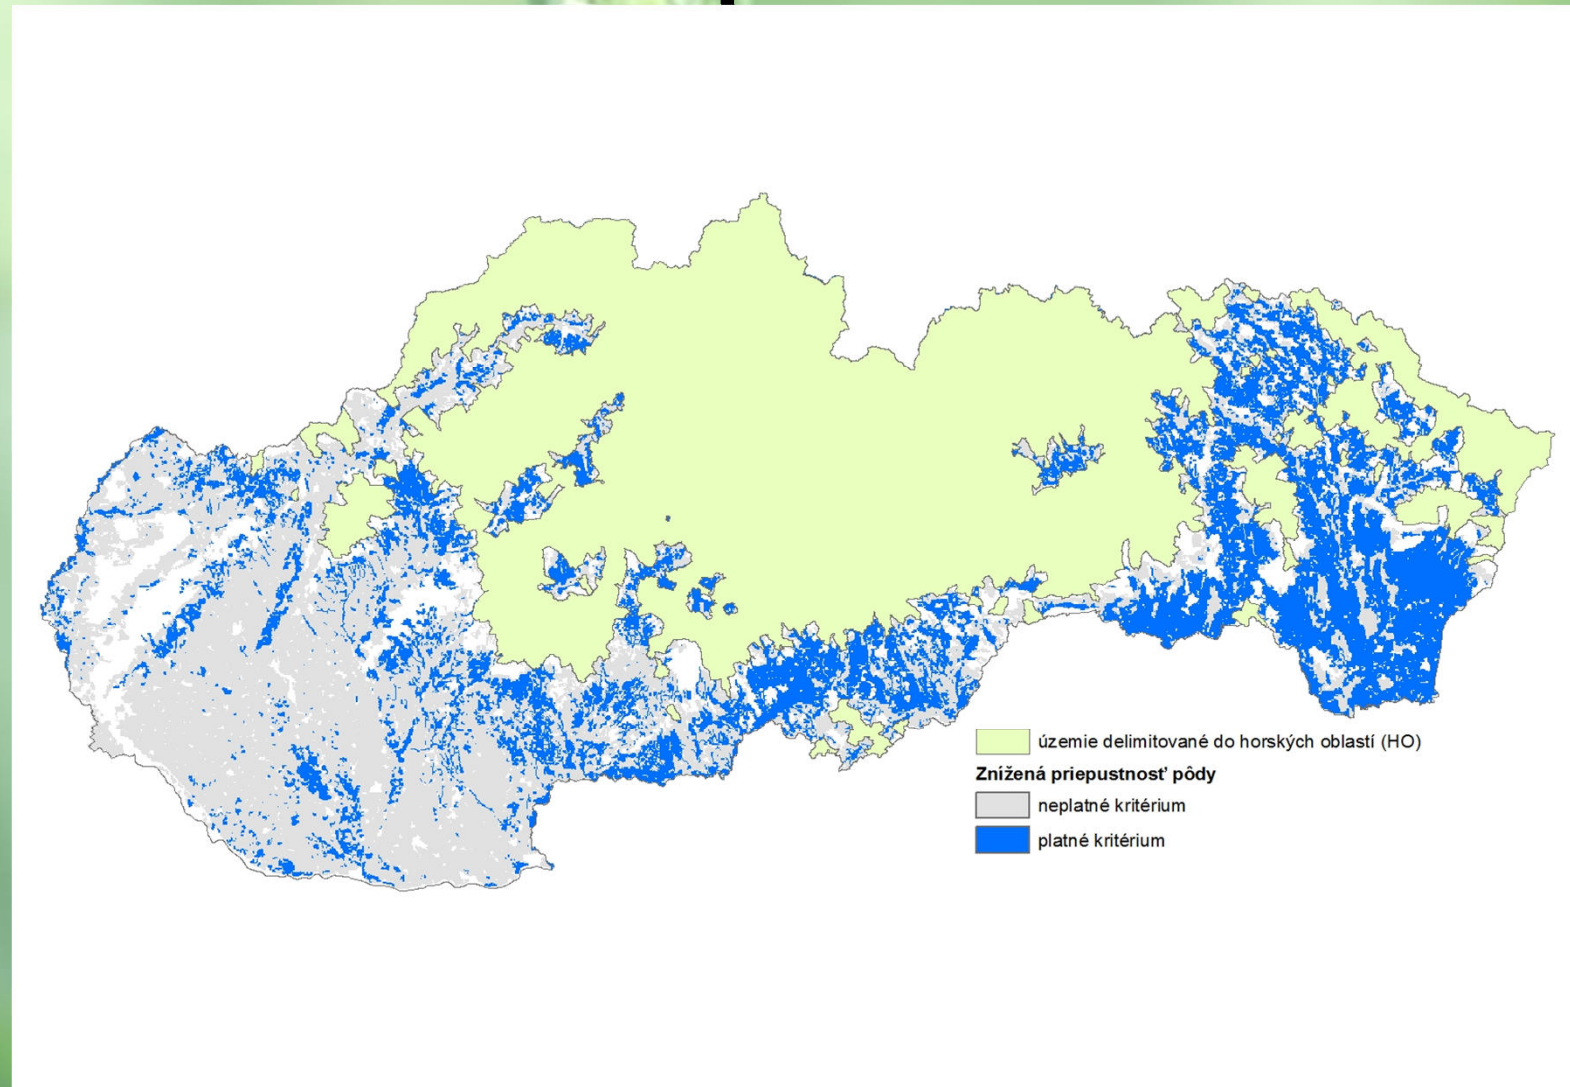 územie delimitované do horských oblastí (HO)
Znížená priepustnosť pôdy
neplatné kritérium
platné kritérium